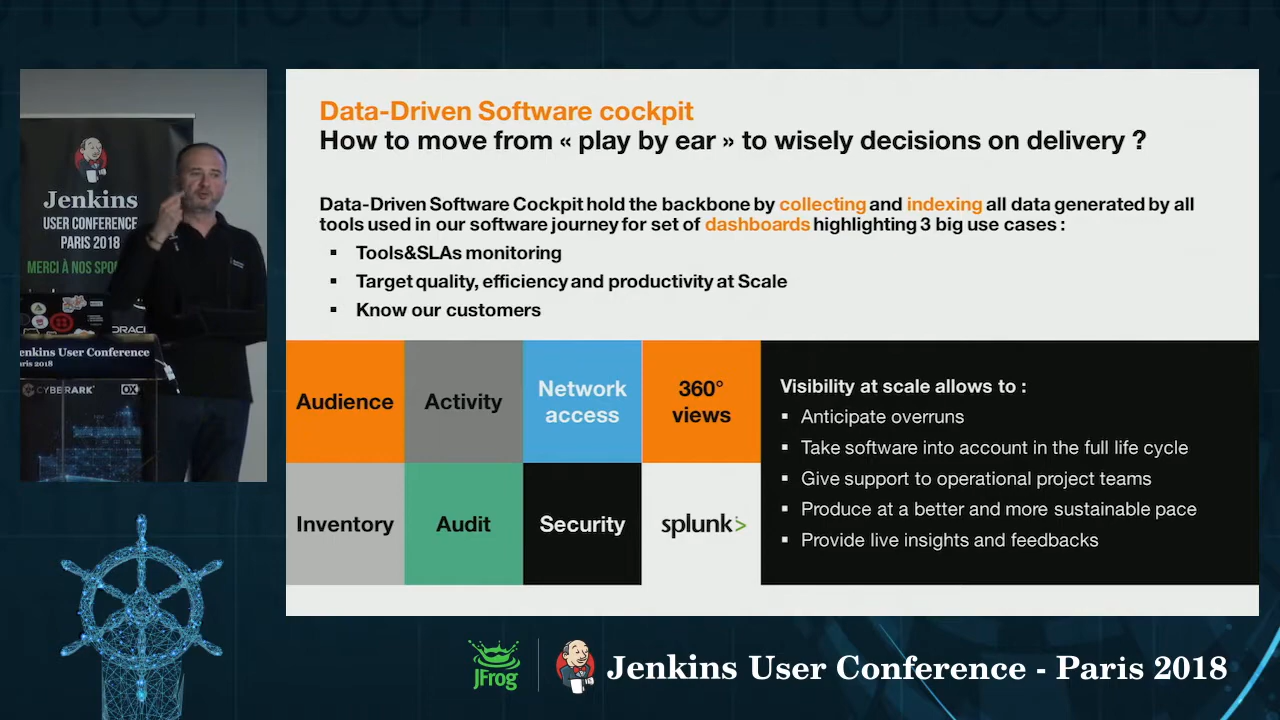 Data-Driven Software cockpit
How to move from « play by ear » to wisely decisions on delivery ?
Data-Driven Software Cockpit hold the backbone by collecting and indexing all data generated by all
tools used in our software journey for set of dashboards highlighting 3 big use cases :
▪ Tools&SLAs monitoring
▪ Target quality, efficiency and productivity at Scale
▪ Know our customers
Audience
Activity
Network
access
360°
views
Inventory
Audit
Security
splunk>
Visibility at scale allows to :
▪ Anticipate overruns
▪ Take software into account in the full life cycle
▪ Give support to operational project teams
▪ Produce at a better and more sustainable pace
▪ Provide live insights and feedbacks
Jenkins
USER CONFERENCE
PARIS 2018
MERCI À NOS
Jenkins User Conference
Paris 2018
CYBERARK
JFrog
Jenkins User Conference - Paris 2018